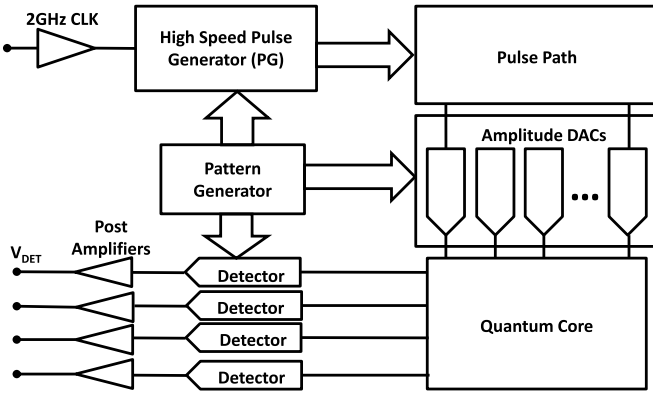 2GHz CLK
High Speed Pulse
Generator (PG)
Pulse Path
Amplitude DACs
Pattern
Generator
Post
Amplifiers
VDET
Detector
Detector
Detector
Detector
Quantum Core